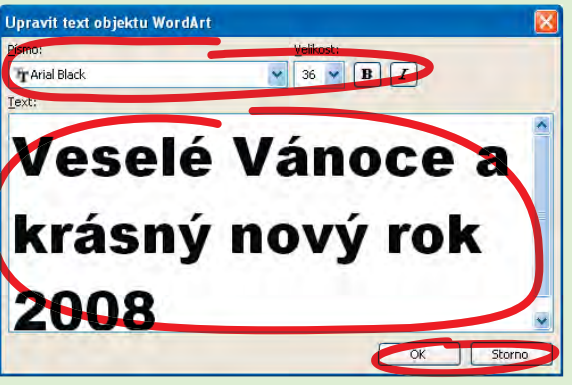 Upravit text objektu WordArt
Písmo:
Velikost:
Arial Black
36
B
I
Text:
Veselé Vánoce a
krásný nový rok
2008
OK
Storno